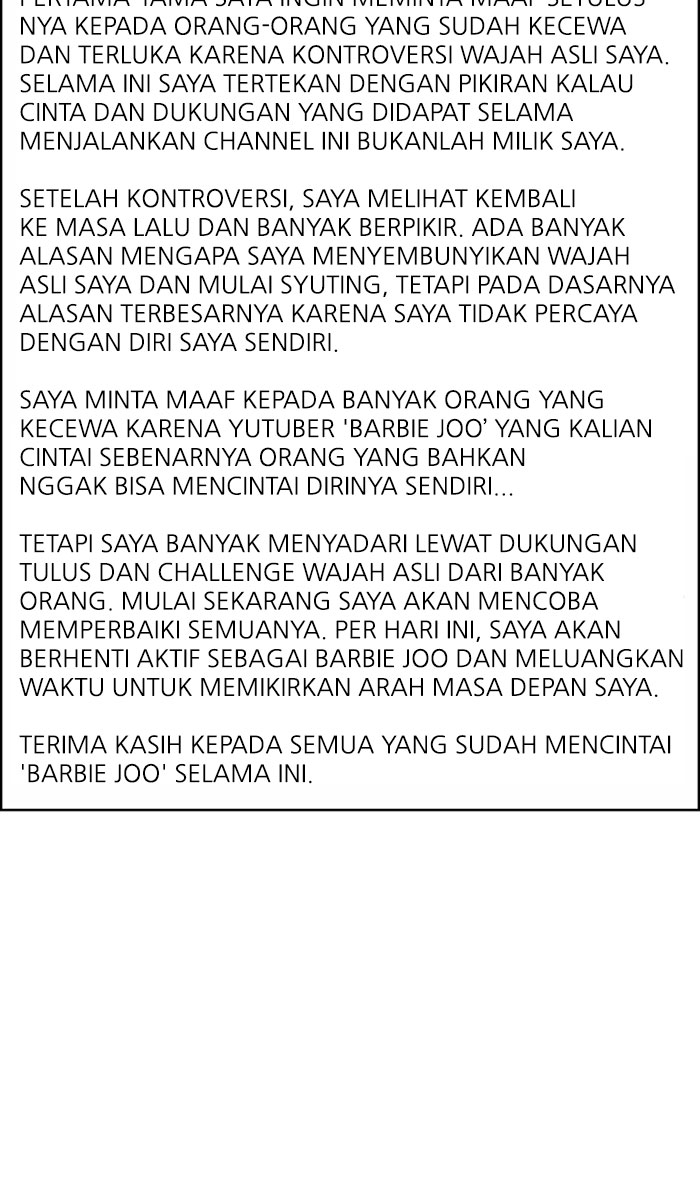 PERTAMA-TAMA SAYA INGIN MEMINTA MAAF SETULUS
NYA KEPADA ORANG-ORANG YANG SUDAH KECEWA
DAN TERLUKA KARENA KONTROVERSI WAJAH ASLI SAYA.
SELAMA INI SAYA TERTEKAN DENGAN PIKIRAN KALAU
CINTA DAN DUKUNGAN YANG DIDAPAT SELAMA
MENJALANKAN CHANNEL INI BUKANLAH MILIK SAYA.
SETELAH KONTROVERSI, SAYA MELIHAT KEMBALI
KE MASA LALU DAN BANYAK BERPIKIR. ADA BANYAK
ALASAN MENGAPA SAYA MENYEMBUNYIKAN WAJAH
ASLI SAYA DAN MULAI SYUTING, TETAPI PADA DASARNYA
ALASAN TERBESARNYA KARENA SAYA TIDAK PERCAYA
DENGAN DIRI SAYA SENDIRI.
SAYA MINTA MAAF KEPADA BANYAK ORANG YANG
KECEWA KARENA YUTUBER 'BARBIE JOO’ YANG KALIAN
CINTAI SEBENARNYA ORANG YANG BAHKAN
NGGAK BISA MENCINTAI DIRINYA SENDIRI...
TETAPI SAYA BANYAK MENYADARI LEWAT DUKUNGAN
TULUS DAN CHALLENGE WAJAH ASLI DARI BANYAK
ORANG. MULAI SEKARANG SAYA AKAN MENCOBA
MEMPERBAIKI SEMUANYA. PER HARI INI, SAYA AKAN
BERHENTI AKTIF SEBAGAI BARBIE JOO DAN MELUANGKAN
WAKTU UNTUK MEMIKIRKAN ARAH MASA DEPAN SAYA.
TERIMA KASIH KEPADA SEMUA YANG SUDAH MENCINTAI
'BARBIE JOO' SELAMA INI.